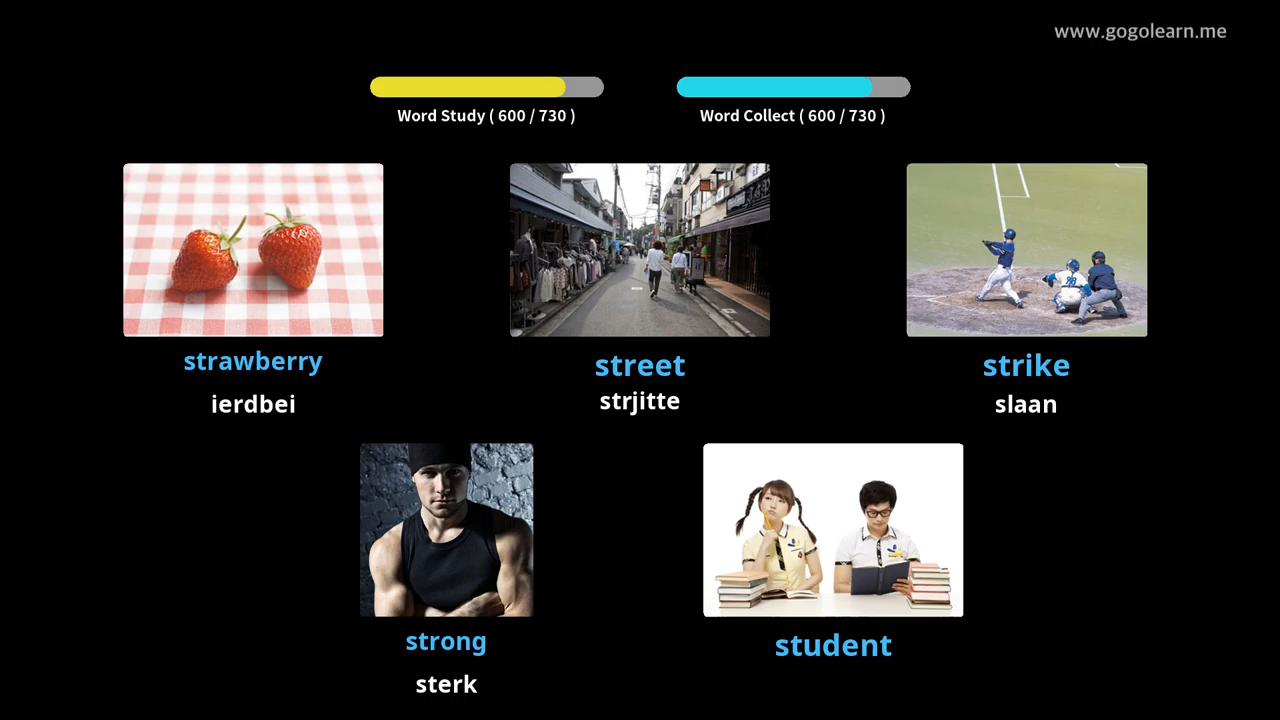 www.gogolearn.me
Word Study ( 600 / 730 )
Word Collect ( 600 / 730 )
strawberry
ierdbei
street
strjitte
strike
slaan
strong
sterk
student